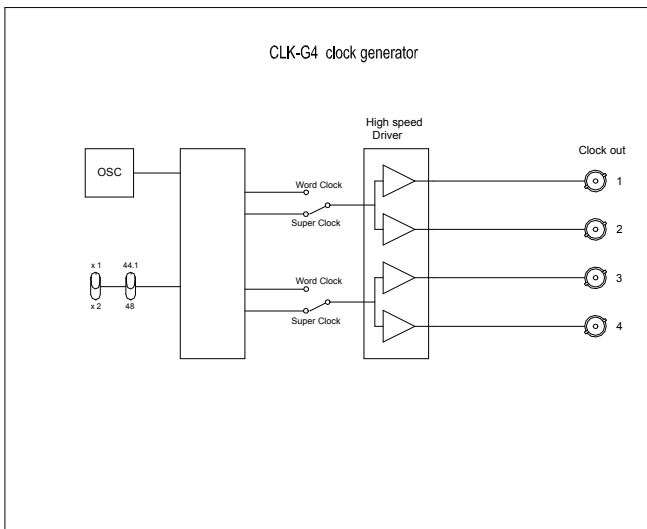 CLK-G4 clock generator
High speed
Driver
Clock out
OSC
Word Clock
Super Clock
1
2
x 1
44.1
x 2
48
Word Clock
Super Clock
3
4